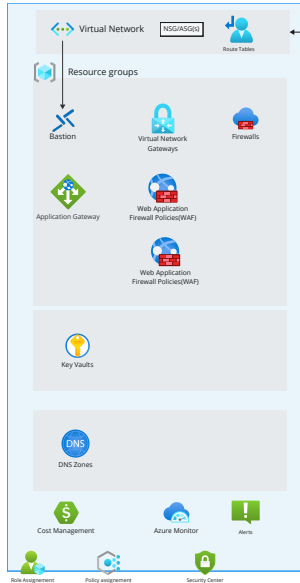 Virtual Network
NSG/ASG(s)
Route Tables
Resource groups
Bastion
Virtual Network
Gateways
Firewalls
Application Gateway
Web Application
Firewall Policies(WAF)
Web Application
Firewall Policies(WAF)
Key Vaults
DNS
DNS Zones
Cost Management
Azure Monitor
Alerts
Role Assignment
Policy assignement
Security Center